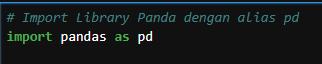 # Import Library Panda dengan alias pd
import pandas as pd